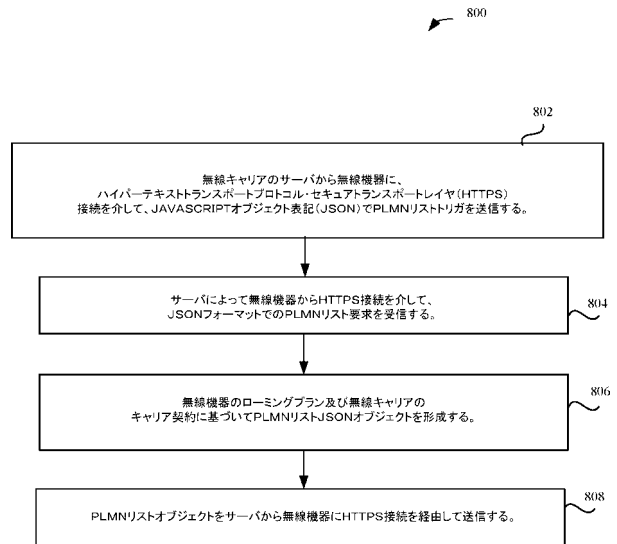 800
802
無線キャリアのサーバから無線機器に、
ハイパーテキストトランスポートプロトコル・セキュアトランスポートレイヤ(HTTPS)
接続を介して、JAVASCRIPTオブジェクト表記(JSON)でPLMNリストトリガを送信する。
サーバによって無線機器からHTTPS接続を介して、
JSONフォーマットでのPLMNリスト要求を受信する。
804
無線機器のローミングプラン及び無線キャリアの
キャリア契約に基づいてPLMNリストJSONオブジェクトを形成する。
806
PLMNリストオブジェクトをサーバから無線機器にHTTPS接続を経由して送信する。
808